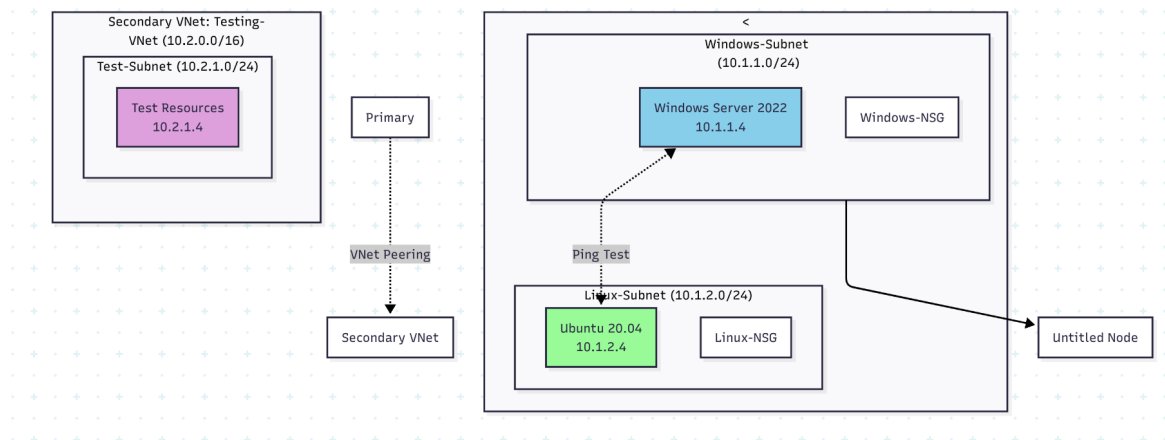 Secondary VNet: Testing-
VNet (10.2.0.0/16)
Test-Subnet (10.2.1.0/24)
Test Resources
10.2.1.4
Primary
VNet Peering
Secondary VNet
<
Windows-Subnet
(10.1.1.0/24)
Windows Server 2022
10.1.1.4
Windows-NSG
Ping Test
Linux-Subnet (10.1.2.0/24)
Ubuntu 20.04
10.1.2.4
Linux-NSG
Untitled Node